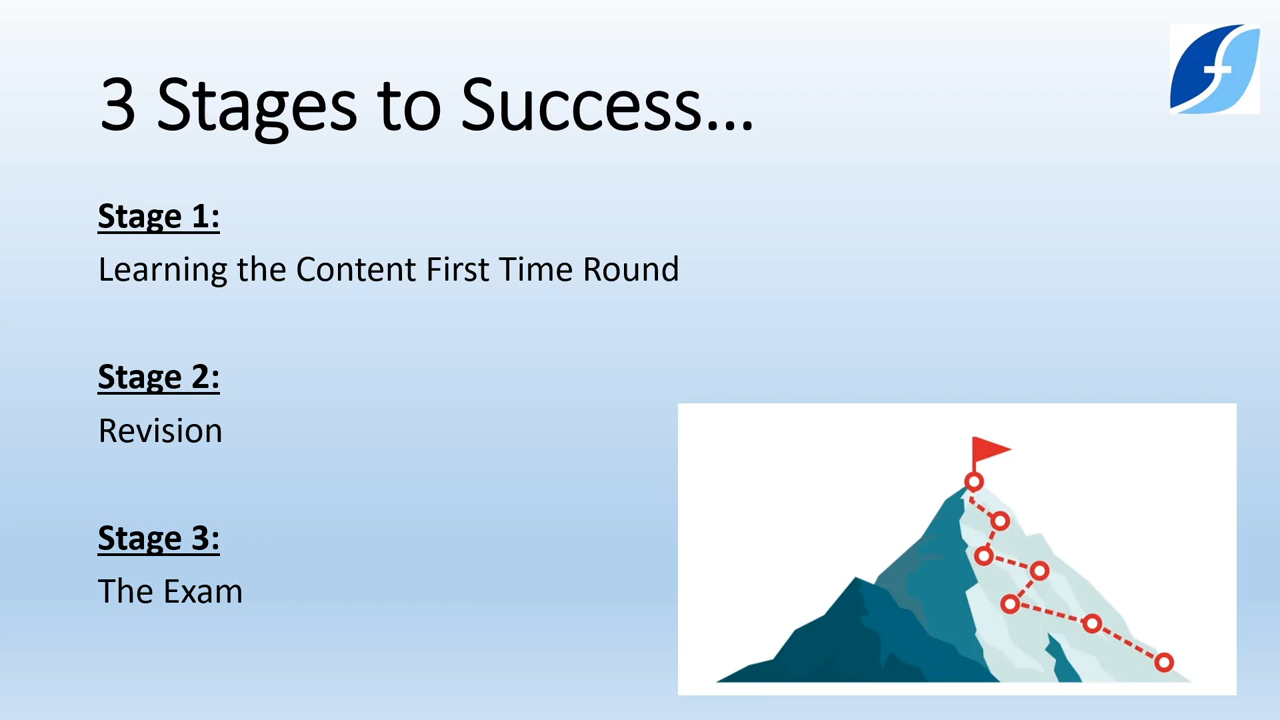 3 Stages to Success...
Stage 1:
Learning the Content First Time Round
Stage 2:
Revision
Stage 3:
The Exam